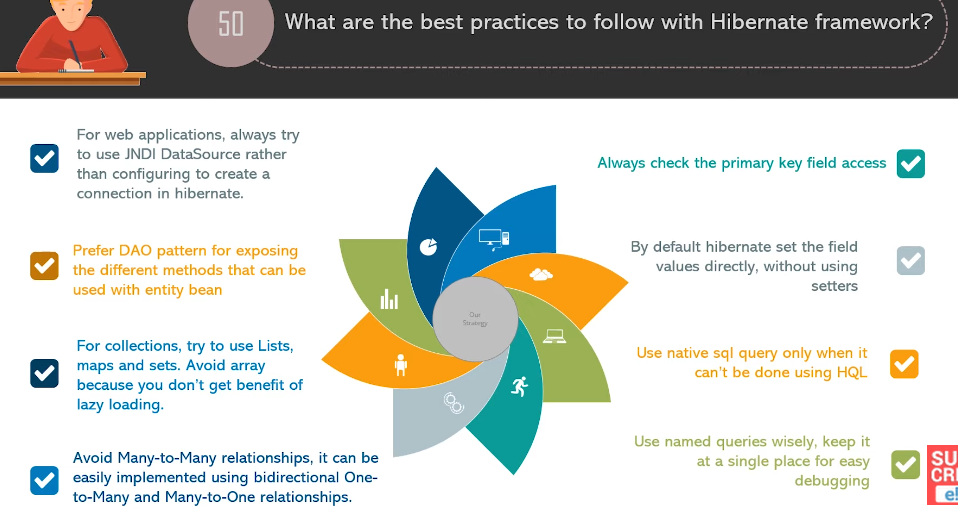 50
What are the best practices to follow with Hibernate framework?
For web applications, always try
to use JNDI DataSource rather
than configuring to create a
connection in hibernate.
Prefer DAO pattern for exposing
the different methods that can be
used with entity bean
For collections, try to use Lists,
maps and sets. Avoid array
because you don't get benefit of
lazy loading.
Avoid Many-to-Many relationships, it can be
easily implemented using bidirectional One-
to-Many and Many-to-One relationships.
Our
Strategy
Always check the primary key field access
By default hibernate set the field
values directly, without using
setters
Use native sql query only when it
can't be done using HQL
Use named queries wisely, keep it
at a single place for easy
debugging
SU
CRI
e!